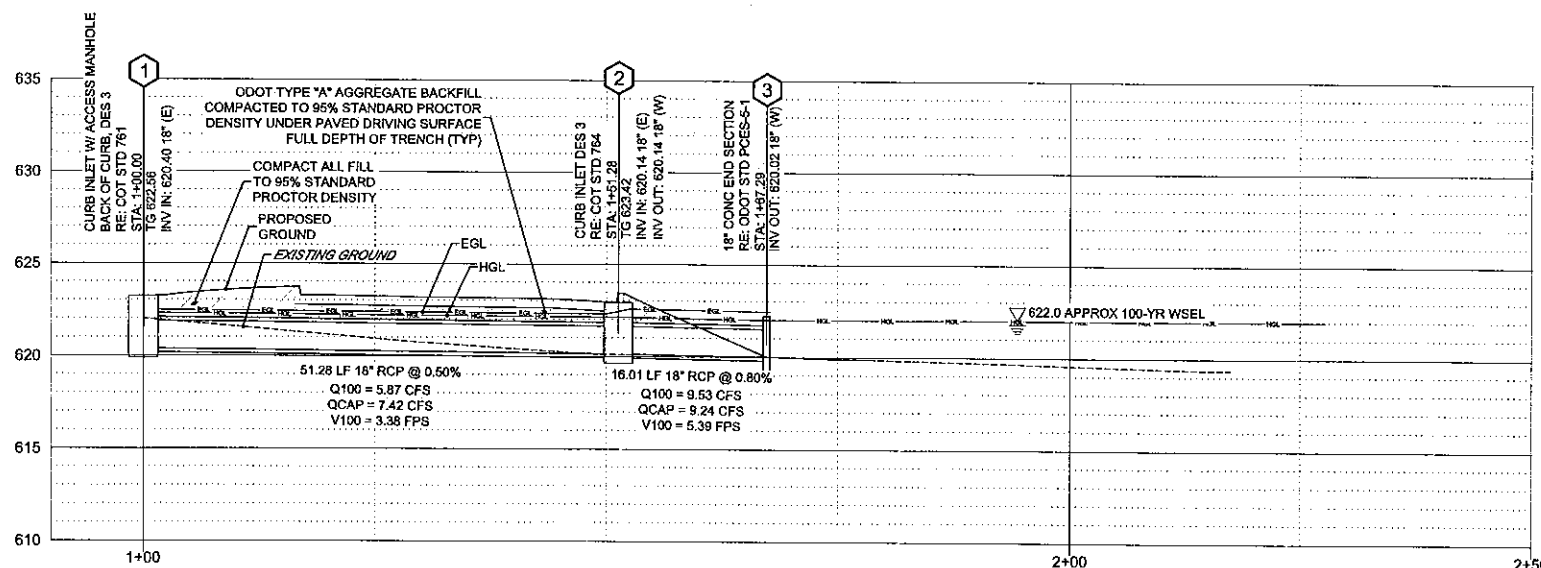 1
2
3
635
630
625
620
615
610
CURB INLET W/ ACCESS MANHOLE
BACK OF CURB, DES 3
RE: COT STD 761
STA: 1+00.00
TG 622.56
INV IN: 620.40 18" (E)
ODOT TYPE "A" AGGREGATE BACKFILL
COMPACTED TO 95% STANDARD PROCTOR
DENSITY UNDER PAVED DRIVING SURFACE
FULL DEPTH OF TRENCH (TYP)
COMPACT ALL FILL
TO 95% STANDARD
PROCTOR DENSITY
PROPOSED
GROUND
EXISTING GROUND
EGL
HGL
CURB INLET DES 3
RE: COT STD 764
STA: 1+51.28
TG 623.42
INV IN: 620.14 18" (E)
INV OUT: 620.14 18" (W)
18" CONC END SECTION
RE: ODOT STD PCES-5-1
STA: 1+67.29
INV OUT: 620.02 18" (W)
622.0 APPROX 100-YR WSEL
51.28 LF 18" RCP @ 0.50%
Q100 = 5.87 CFS
QCAP = 7.42 CFS
V100 = 3.38 FPS
16.01 LF 18" RCP @ 0.80%
Q100 = 9.53 CFS
QCAP = 9.24 CFS
V100 = 5.39 FPS
1+00
2+00
2+50